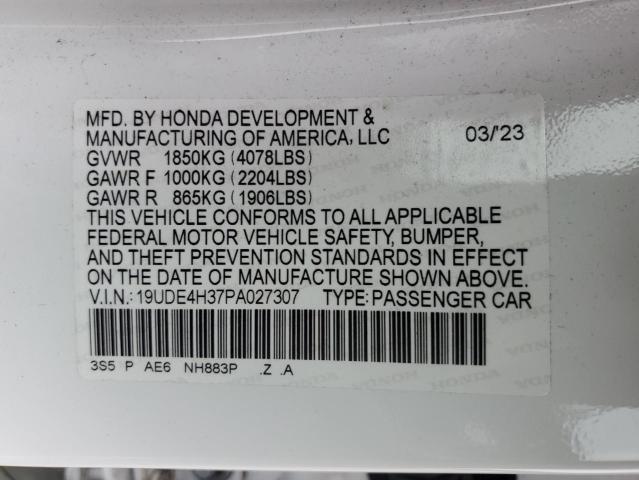 MFD. BY HONDA DEVELOPMENT &
MANUFACTURING OF AMERICA, LLC 03/'23
GVWR 1850KG (4078LBS)
GAWR F 1000KG (2204LBS)
GAWR R 865KG (1906LBS)
THIS VEHICLE CONFORMS TO ALL APPLICABLE
FEDERAL MOTOR VEHICLE SAFETY, BUMPER,
AND THEFT PREVENTION STANDARDS IN EFFECT
ON THE DATE OF MANUFACTURE SHOWN ABOVE.
V.I.N.: 19UDE4H37PA027307 TYPE: PASSENGER CAR
3S5 P AE6 NH883P .Z .A